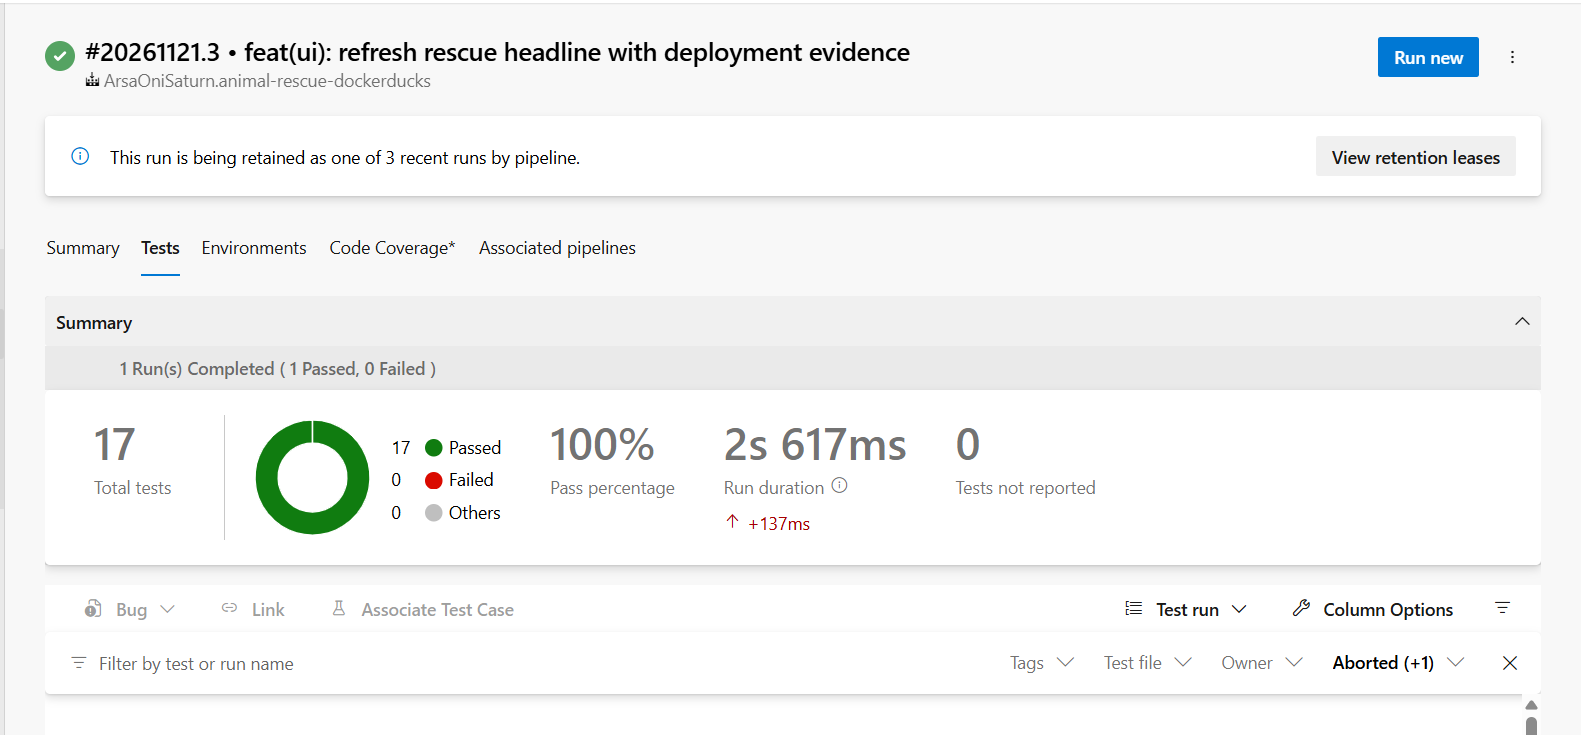 #20261121.3 • feat(ui): refresh rescue headline with deployment evidence
ArsaOniSaturn.animal-rescue-dockerducks
Run new
This run is being retained as one of 3 recent runs by pipeline.
View retention leases
Summary Tests Environments Code Coverage* Associated pipelines
Summary
1 Run(s) Completed ( 1 Passed, 0 Failed )
17
Total tests
17 Passed
0 Failed
0 Others
100%
Pass percentage
2s 617ms
Run duration
+137ms
0
Tests not reported
Bug Link Associate Test Case Test run Column Options
Filter by test or run name Tags Test file Owner Aborted (+1)